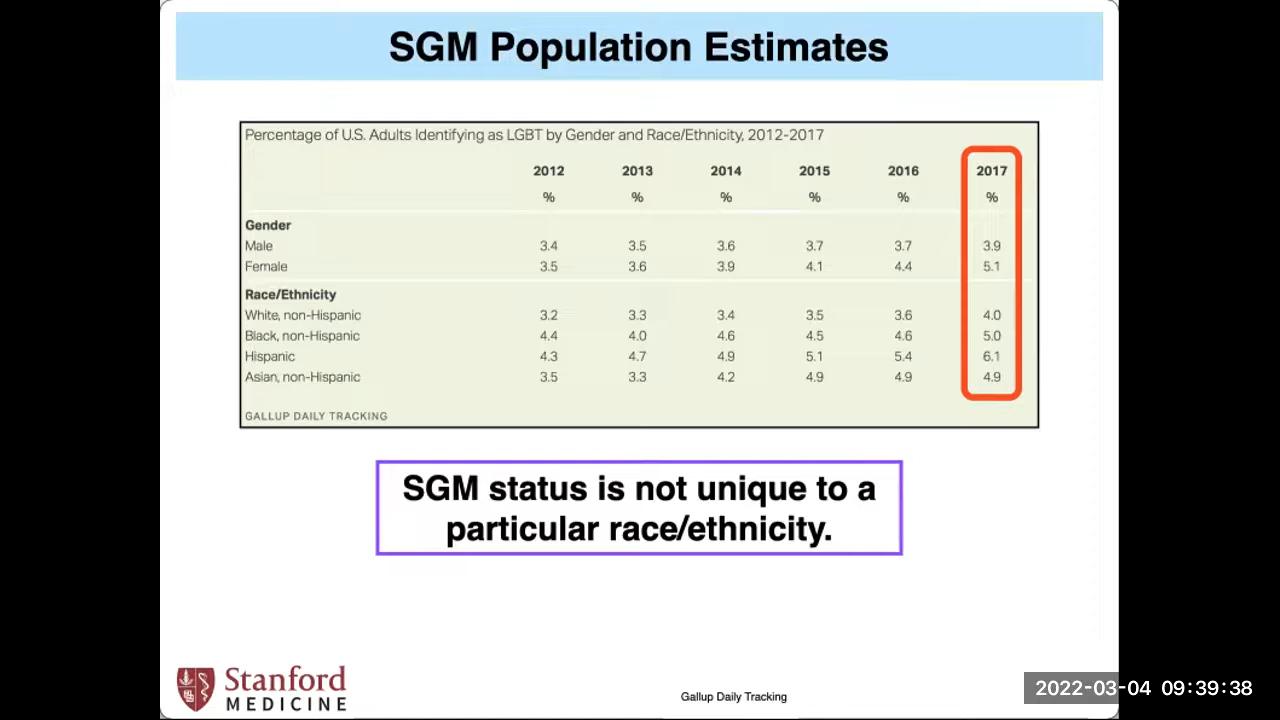 SGM Population Estimates
Percentage of U.S. Adults Identifying as LGBT by Gender and Race/Ethnicity, 2012-2017
2012 2013 2014 2015 2016 2017
% % % % % %
Gender
Male 3.4 3.5 3.6 3.7 3.7 3.9
Female 3.5 3.6 3.9 4.1 4.4 5.1
Race/Ethnicity
White, non-Hispanic 3.2 3.3 3.4 3.5 3.6 4.0
Black, non-Hispanic 4.4 4.0 4.6 4.5 4.6 5.0
Hispanic 4.3 4.7 4.9 5.1 5.4 6.1
Asian, non-Hispanic 3.5 3.3 4.2 4.9 4.9 4.9
GALLUP DAILY TRACKING
SGM status is not unique to a
particular race/ethnicity.
Stanford
MEDICINE
Gallup Daily Tracking
2022-03-04 09:39:38